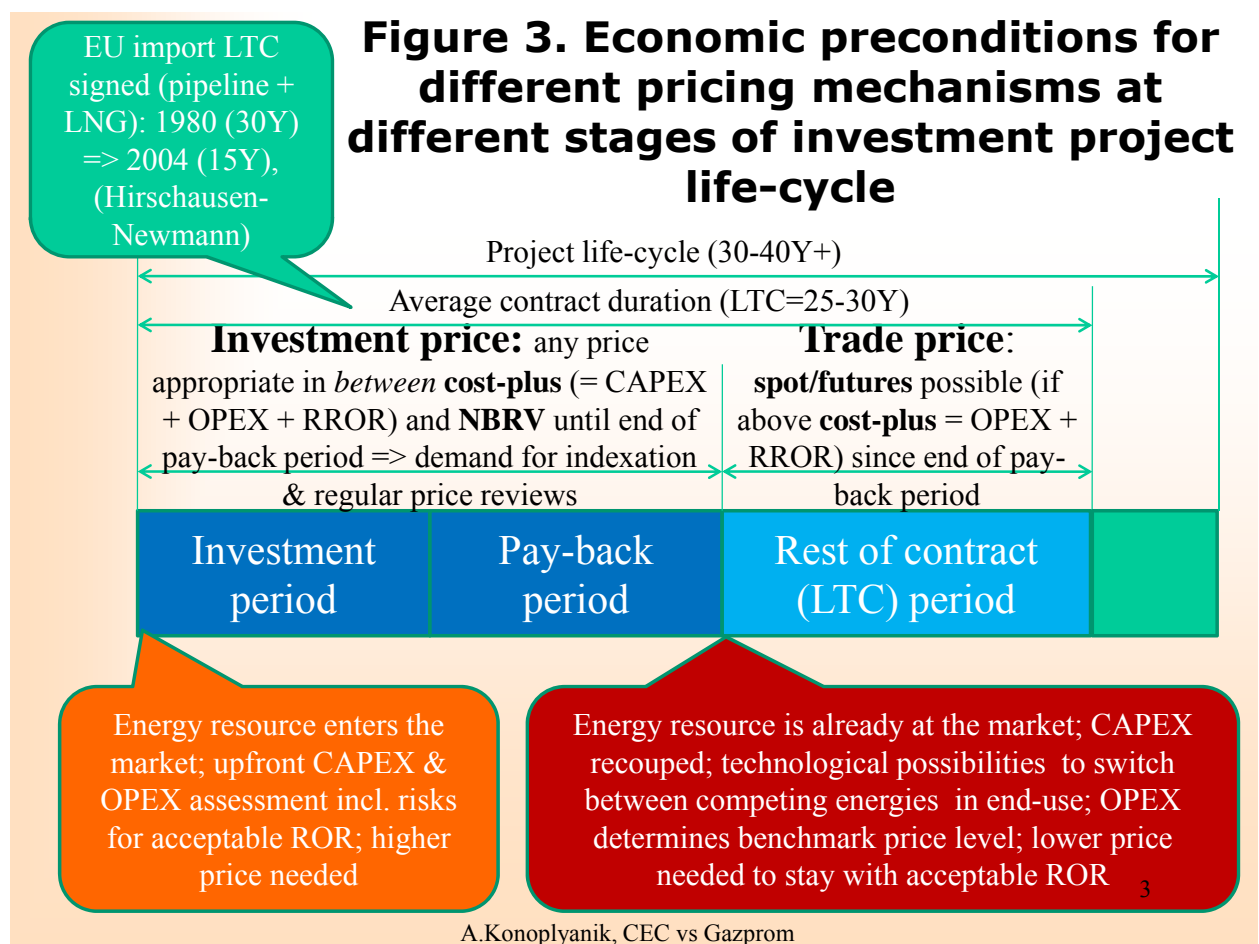 EU import LTC
signed (pipeline +
LNG): 1980 (30Y)
=> 2004 (15Y),
(Hirschausen-
Newmann)
Figure 3. Economic preconditions for
different pricing mechanisms at
different stages of investment project
life-cycle
Project life-cycle (30-40Y+)
Average contract duration (LTC=25-30Y)
Investment price: any price
appropriate in between cost-plus (= CAPEX
+ OPEX + RROR) and NBRV until end of
pay-back period => demand for indexation
& regular price reviews
Trade price:
spot/futures possible (if
above cost-plus = OPEX +
RROR) since end of pay-
back period
Investment
period
Pay-back
period
Rest of contract
(LTC) period
Energy resource enters the
market; upfront CAPEX &
OPEX assessment incl. risks
for acceptable ROR; higher
price needed
Energy resource is already at the market; CAPEX
recouped; technological possibilities to switch
between competing energies in end-use; OPEX
determines benchmark price level; lower price
needed to stay with acceptable ROR
3
A.Konoplyanik, CEC vs Gazprom